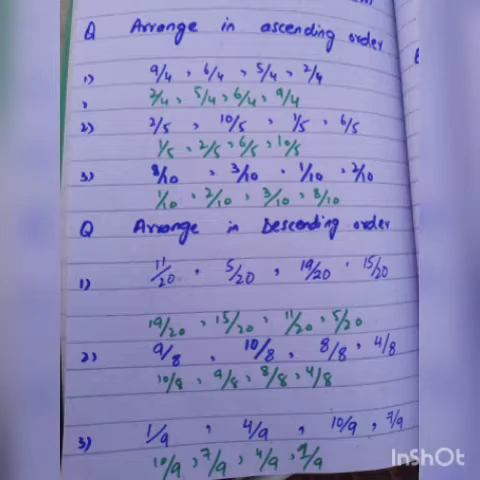 Q Arrange in ascending order
1) 9/4 , 6/4 , 5/4 , 2/4
2/4 , 5/4 , 6/4 , 9/4
2) 2/5 , 10/5 , 1/5 , 6/5
1/5 , 2/5 , 6/5 , 10/5
3) 8/10 , 3/10 , 1/10 , 2/10
1/10 , 2/10 , 3/10 , 8/10
Q Arrange in Descending order
1) 11/20 , 5/20 , 19/20 , 15/20
19/20 , 15/20 , 11/20 , 5/20
2) 9/8 , 10/8 , 8/8 , 4/8
10/8 , 9/8 , 8/8 , 4/8
3) 1/9 , 4/9 , 10/9 , 7/9
10/9 , 7/9 , 4/9 , 1/9
InShOt